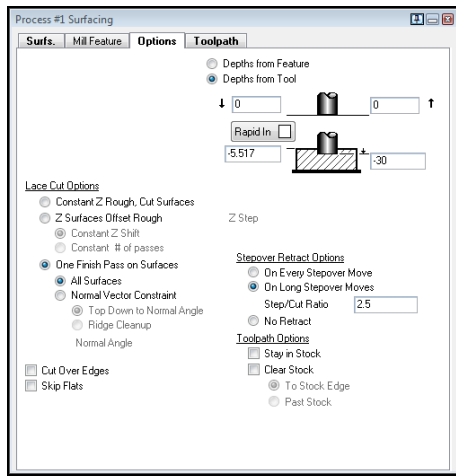 Process #1 Surfacing
Surfs. Mill Feature Options Toolpath
Depths from Feature
Depths from Tool
0 0
Rapid In
-5.517
-30
Lace Cut Options
Constant Z Rough, Cut Surfaces
Z Surfaces Offset Rough Z Step
Constant Z Shift
Constant # of passes
One Finish Pass on Surfaces
All Surfaces
Normal Vector Constraint
Top Down to Normal Angle
Ridge Cleanup
Normal Angle
Cut Over Edges
Skip Flats
Stepover Retract Options
On Every Stepover Move
On Long Stepover Moves
Step/Cut Ratio 2.5
No Retract
Toolpath Options
Stay in Stock
Clear Stock
To Stock Edge
Past Stock